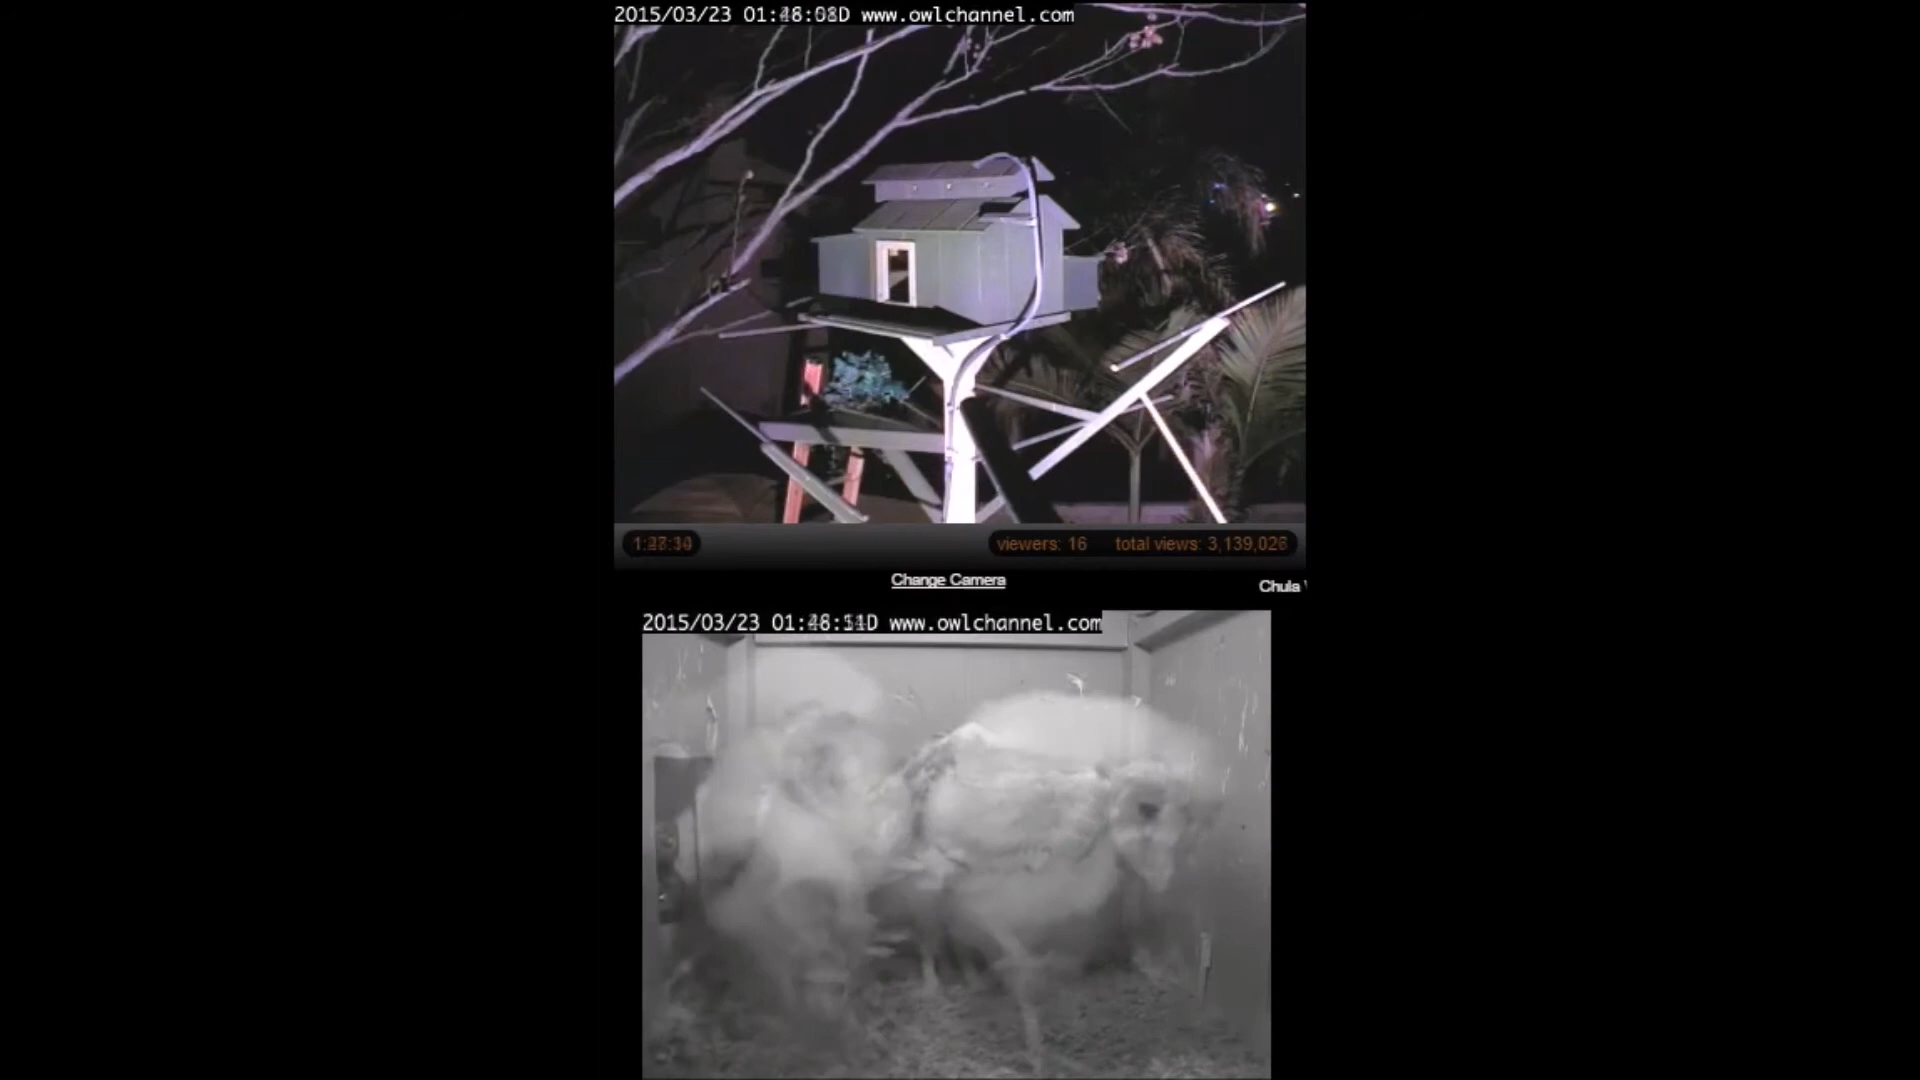 2015/03/23 www.owlchannel.com
viewers: 16 total views: 3,139,026
Change Camera
Chula
2015/03/23 www.owlchannel.com